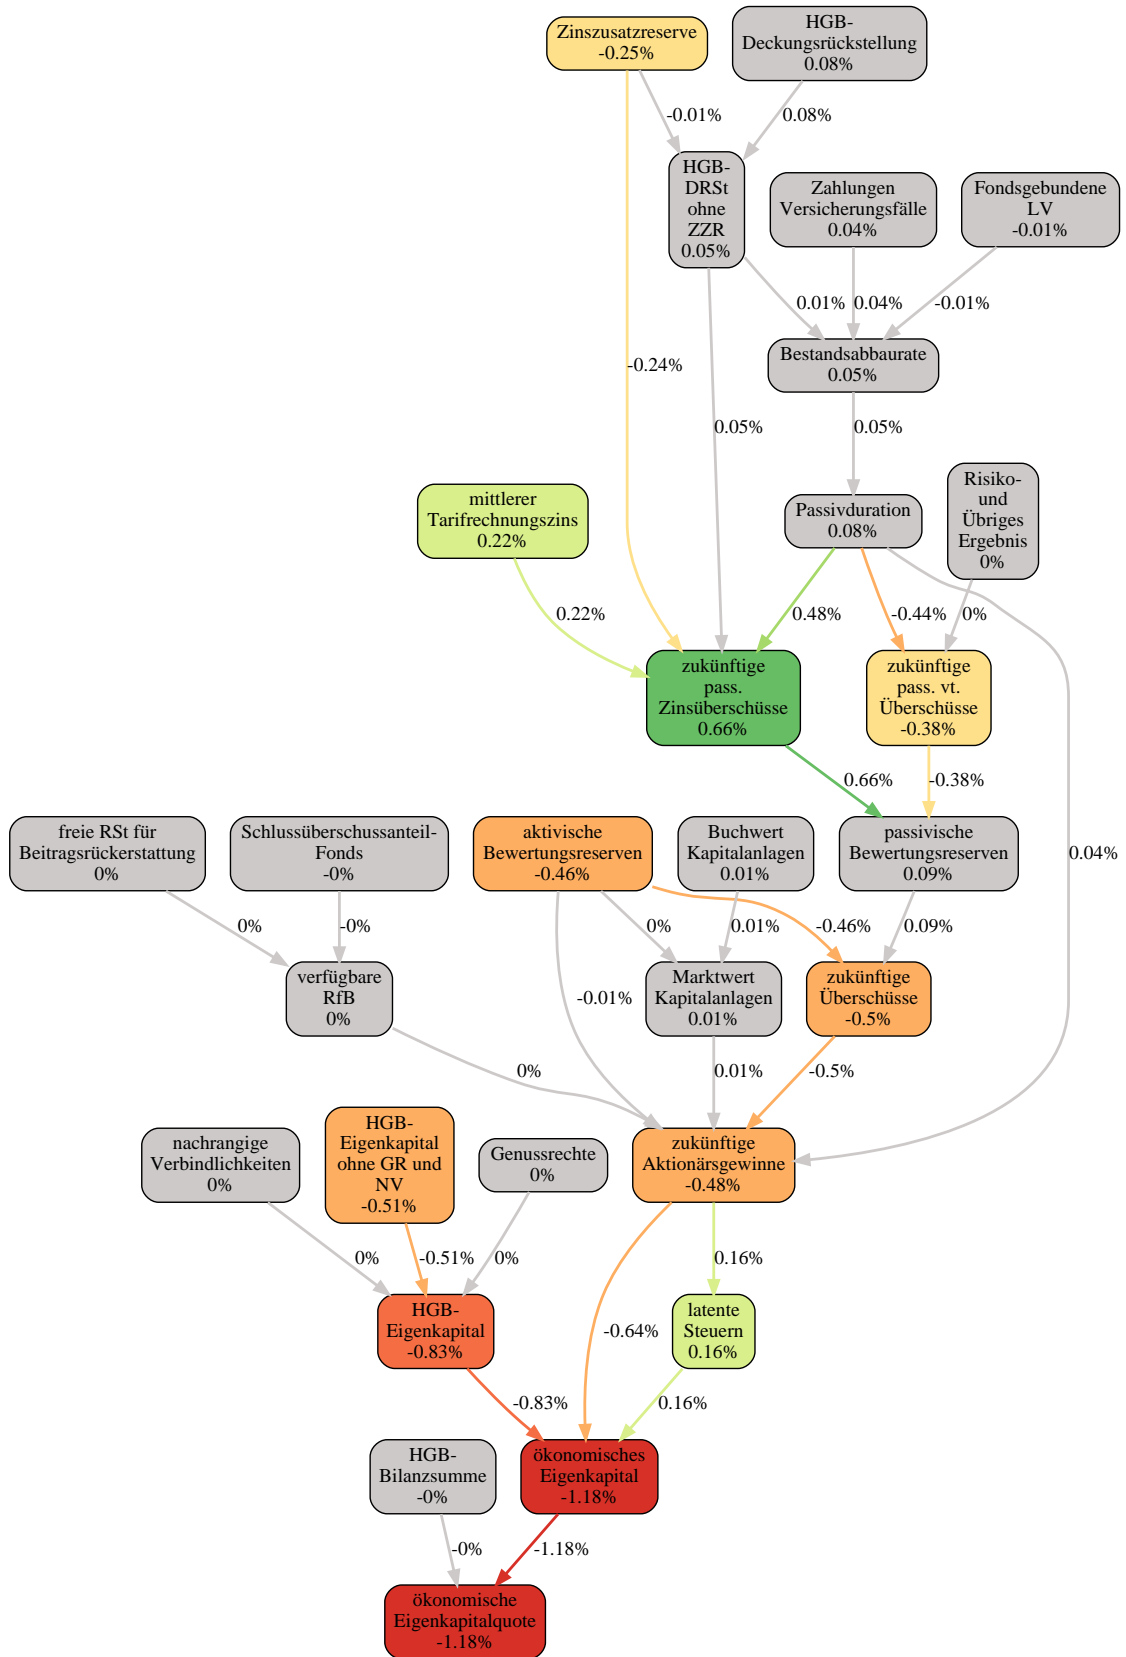 Zinszusatzreserve
-0.25%
HGB-
Deckungsrückstellung
0.08%
-0.01%
0.08%
HGB-
DRSt
ohne
ZZR
0.05%
Zahlungen
Versicherungsfälle
0.04%
Fondsgebundene
LV
-0.01%
0.01%
0.04%
-0.01%
Bestandsabbaurate
0.05%
-0.24%
0.05%
0.05%
mittlerer
Tarifrechnungszins
0.22%
Passivduration
0.08%
Risiko-
und
Übriges
Ergebnis
0%
0.22%
0.48%
-0.44%
0%
zukünftige
pass.
Zinsüberschüsse
0.66%
zukünftige
pass. vt.
Überschüsse
-0.38%
0.66%
-0.38%
freie RSt für
Beitragsrückerstattung
0%
Schlussüberschussanteil-
Fonds
-0%
aktivische
Bewertungsreserven
-0.46%
Buchwert
Kapitalanlagen
0.01%
passivische
Bewertungsreserven
0.09%
0.04%
0%
-0%
0%
0.01%
-0.46%
0.09%
verfügbare
RfB
0%
-0.01%
Marktwert
Kapitalanlagen
0.01%
zukünftige
Überschüsse
-0.5%
0%
0.01%
-0.5%
nachrangige
Verbindlichkeiten
0%
HGB-
Eigenkapital
ohne GR und
NV
-0.51%
Genussrechte
0%
zukünftige
Aktionärsgewinne
-0.48%
0%
-0.51%
0%
0.16%
HGB-
Eigenkapital
-0.83%
-0.64%
latente
Steuern
0.16%
-0.83%
0.16%
HGB-
Bilanzsumme
-0%
ökonomisches
Eigenkapital
-1.18%
-0%
-1.18%
ökonomische
Eigenkapitalquote
-1.18%